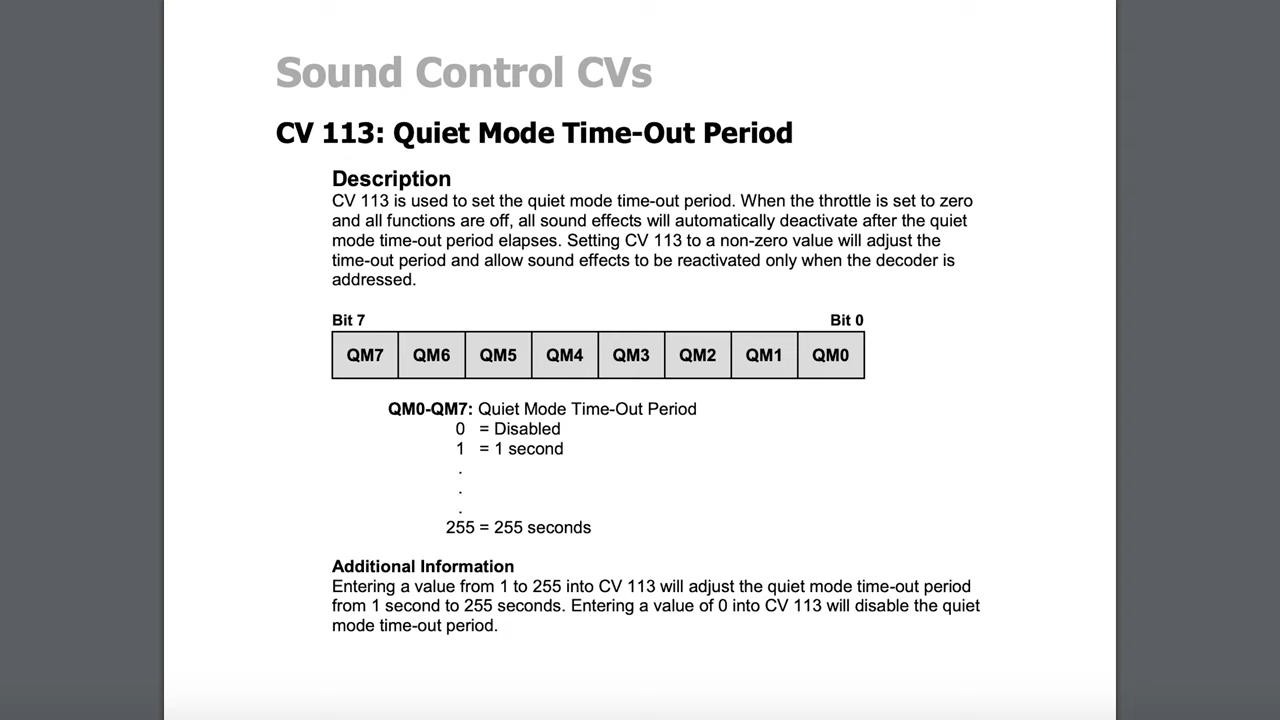 Sound Control CVs
CV 113: Quiet Mode Time-Out Period
Description
CV 113 is used to set the quiet mode time-out period. When the throttle is set to zero
and all functions are off, all sound effects will automatically deactivate after the quiet
mode time-out period elapses. Setting CV 113 to a non-zero value will adjust the
time-out period and allow sound effects to be reactivated only when the decoder is
addressed.
Bit 7 Bit 0
QM7 QM6 QM5 QM4 QM3 QM2 QM1 QM0
QM0-QM7: Quiet Mode Time-Out Period
0 = Disabled
1 = 1 second
.
.
.
255 = 255 seconds
Additional Information
Entering a value from 1 to 255 into CV 113 will adjust the quiet mode time-out period
from 1 second to 255 seconds. Entering a value of 0 into CV 113 will disable the quiet
mode time-out period.